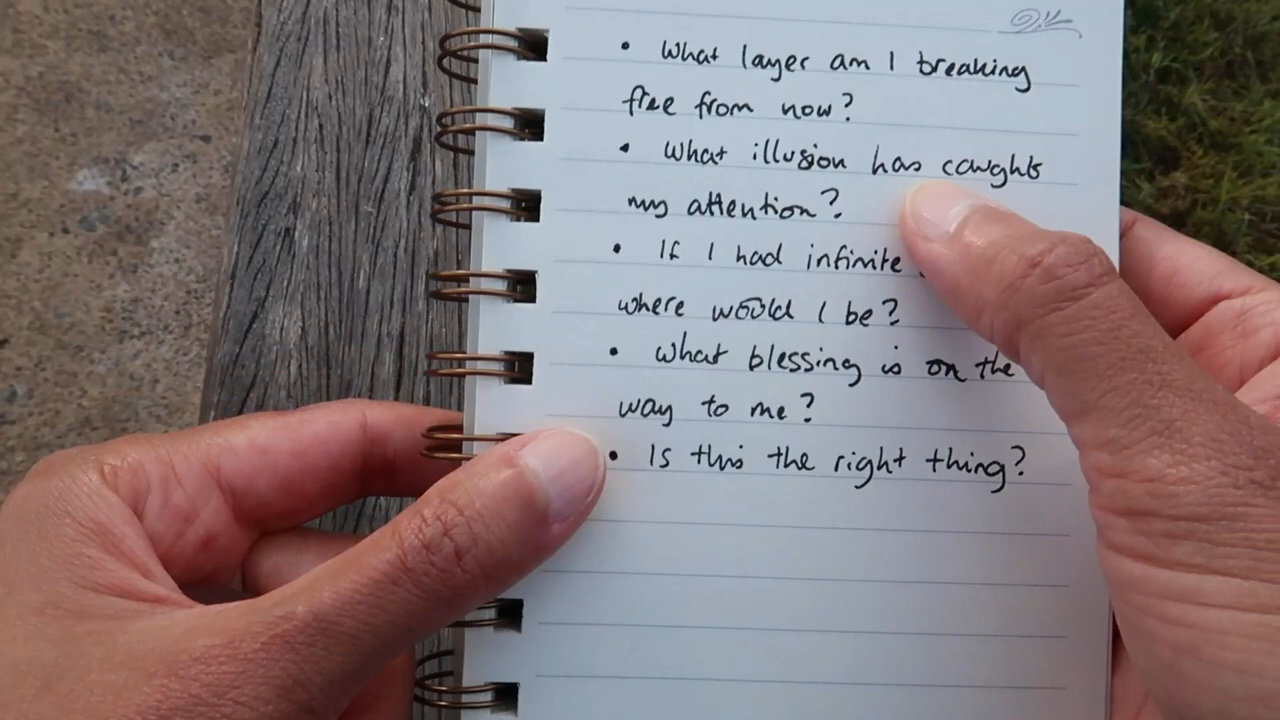 • What layer am I breaking
free from now?
• What illusion has caught
my attention?
• If I had infinite
where would I be?
• What blessing is on the
way to me?
• Is this the right thing?